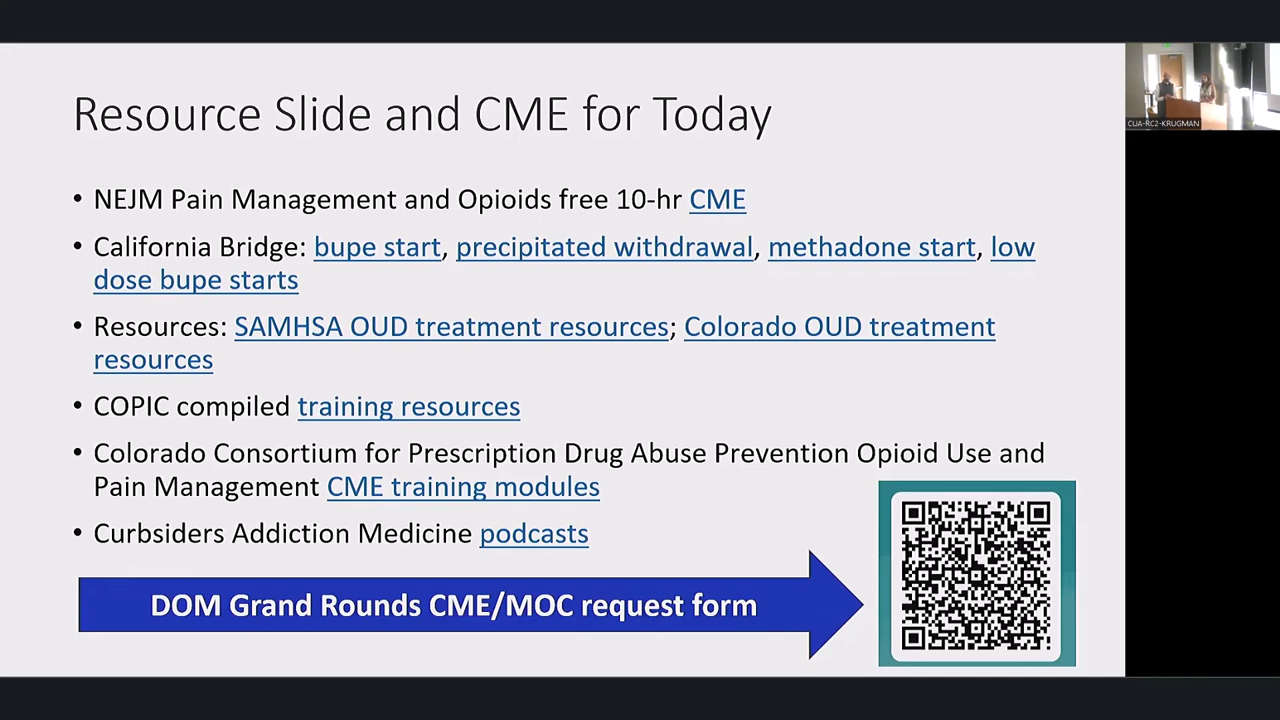 Resource Slide and CME for Today
• NEJM Pain Management and Opioids free 10-hr CME
• California Bridge: bupe start, precipitated withdrawal, methadone start, low
dose bupe starts
• Resources: SAMHSA OUD treatment resources; Colorado OUD treatment
resources
• COPIC compiled training resources
• Colorado Consortium for Prescription Drug Abuse Prevention Opioid Use and
Pain Management CME training modules
• Curbsiders Addiction Medicine podcasts
DOM Grand Rounds CME/MOC request form
CUA-RC2-KRUGMAN